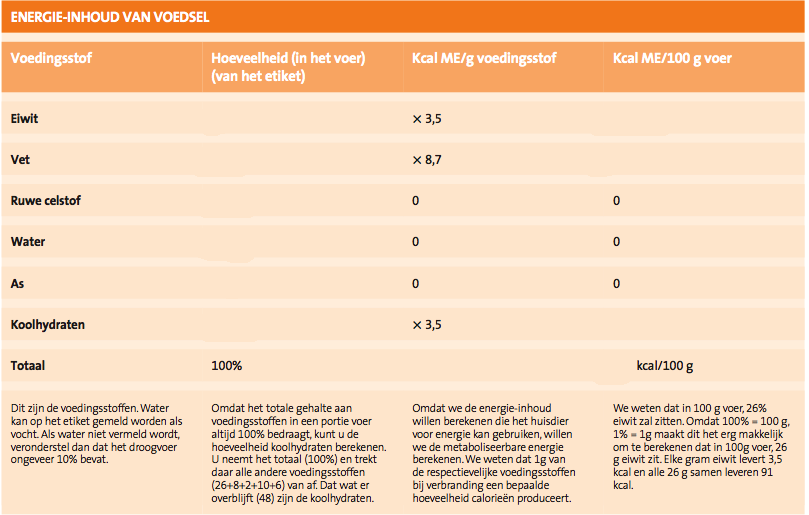 ENERGIE-INHOUD VAN VOEDSEL
Voedingsstof
Hoeveelheid (in het voer)
(van het etiket)
Kcal ME/g voedingsstof
Kcal ME/100 g voer
Eiwit
× 3,5
Vet
× 8,7
Ruwe celstof
0
0
Water
0
0
As
0
0
Koolhydraten
× 3,5
Totaal
100%
kcal/100 g
Dit zijn de voedingsstoffen. Water
kan op het etiket gemeld worden als
vocht. Als water niet vermeld wordt,
veronderstel dan dat het droogvoer
ongeveer 10% bevat.
Omdat het totale gehalte aan
voedingsstoffen in een portie voer
altijd 100% bedraagt, kunt u de
hoeveelheid koolhydraten berekenen.
U neemt het totaal (100%) en trekt
daar alle andere voedingsstoffen
(26+8+2+10+6) van af. Dat wat er
overblijft (48) zijn de koolhydraten.
Omdat we de energie-inhoud
willen berekenen die het huisdier
voor energie kan gebruiken, willen
we de metaboliseerbare energie
berekenen. We weten dat 1g van
de respectievelijke voedingsstoffen
bij verbranding een bepaalde
hoeveelheid calorieën produceert.
We weten dat in 100 g voer, 26%
eiwit zal zitten. Omdat 100% = 100 g,
1% = 1g maakt dit het erg makkelijk
om te berekenen dat in 100g voer, 26
g eiwit zit. Elke gram eiwit levert 3,5
kcal en alle 26 g samen leveren 91
kcal.